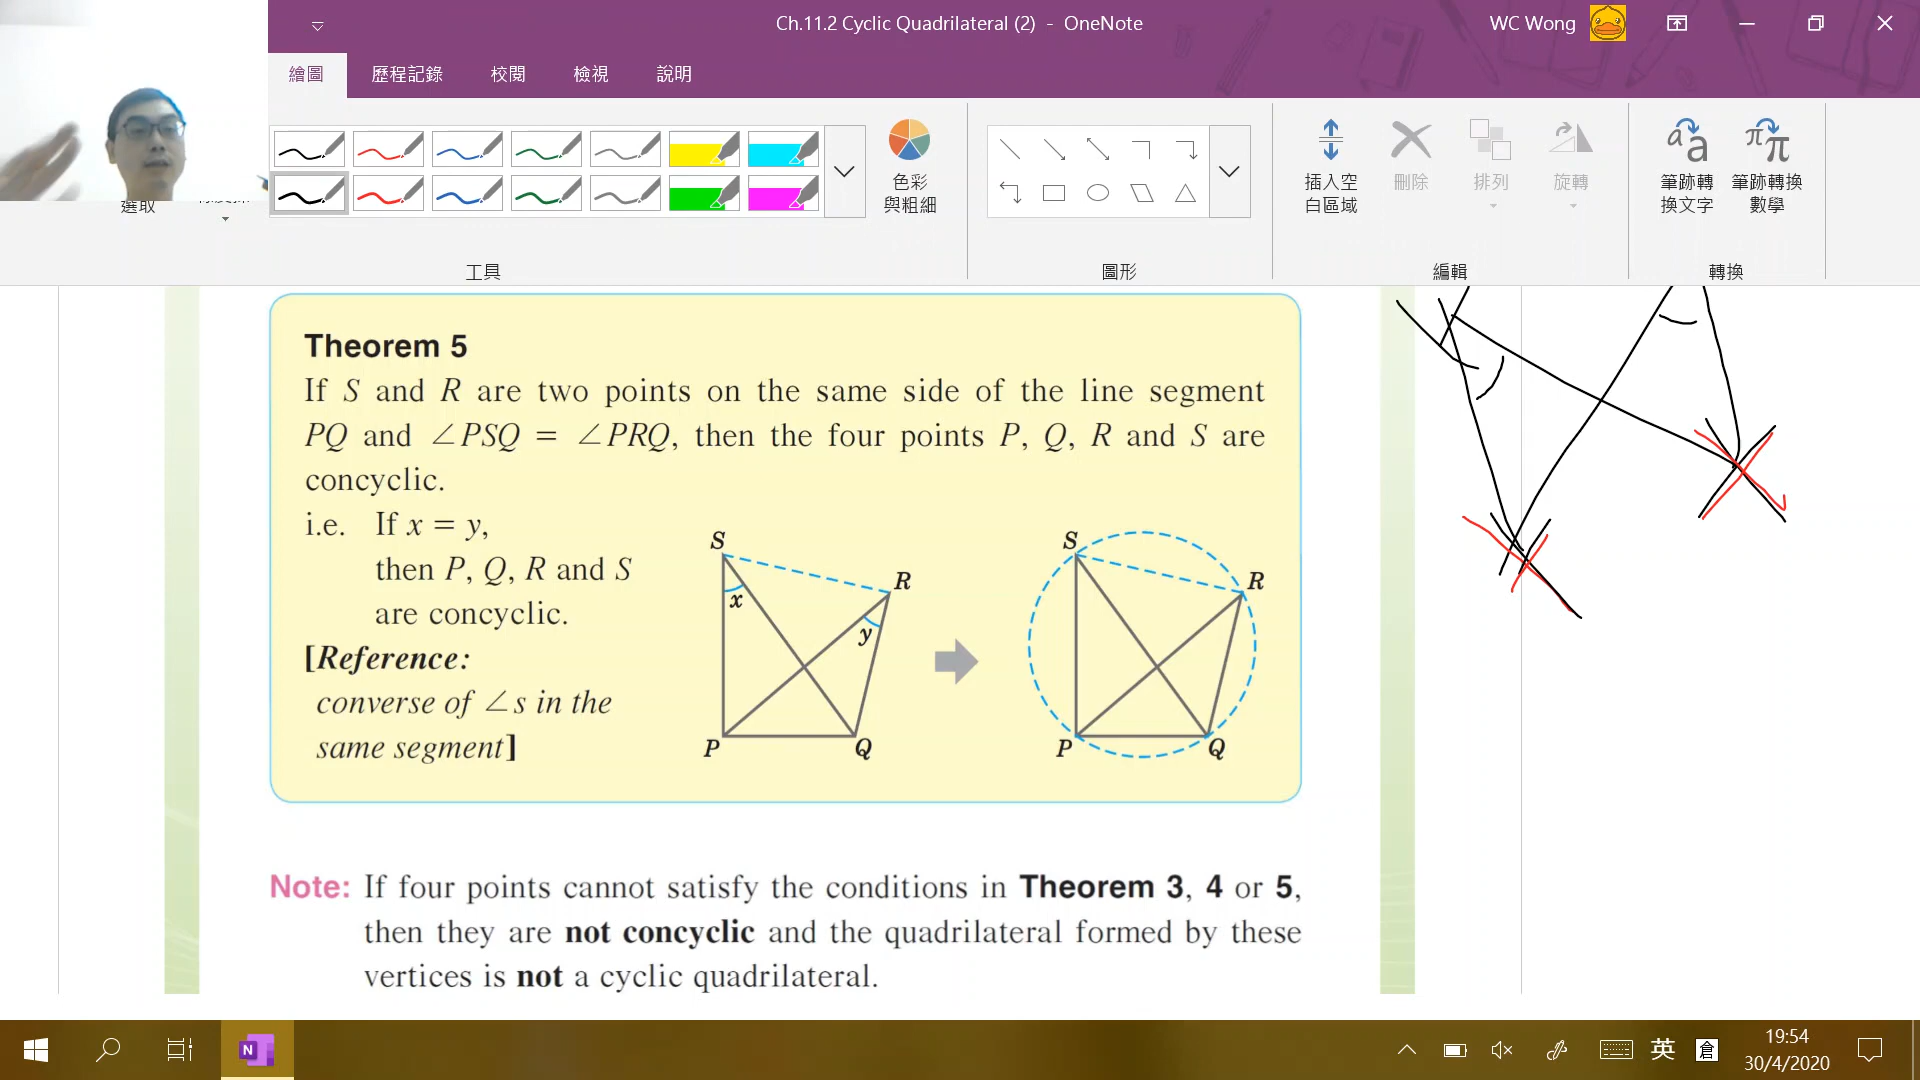 Ch.11.2 Cyclic Quadrilateral (2) - OneNote
WC Wong
繪圖 歷程記錄 校閱 檢視 說明
選取
色彩
與粗細
插入空
白區域
刪除
排列
旋轉
筆跡轉
換文字
筆跡轉換
數學
工具
圖形
編輯
轉換
Theorem 5
If S and R are two points on the same side of the line segment
PQ and ∠PSQ = ∠PRQ, then the four points P, Q, R and S are
concyclic.
i.e. If x = y,
then P, Q, R and S
are concyclic.
[Reference:
converse of ∠s in the
same segment]
S
R
x
y
P
Q
S
R
P
Q
Note: If four points cannot satisfy the conditions in Theorem 3, 4 or 5,
then they are not concyclic and the quadrilateral formed by these
vertices is not a cyclic quadrilateral.
N
英
倉
19:54
30/4/2020